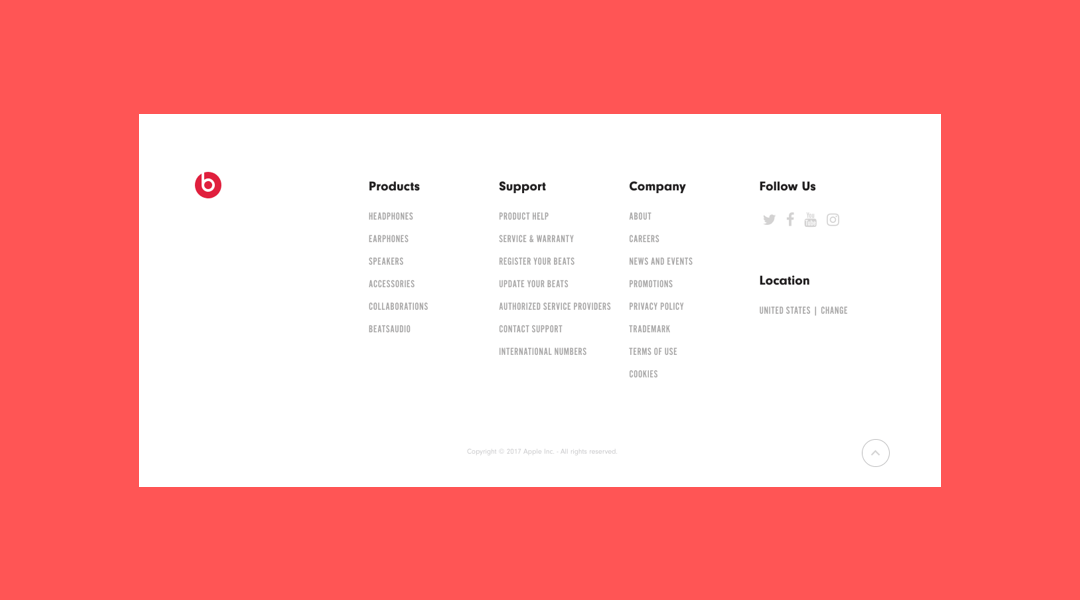 b
Products
HEADPHONES
EARPHONES
SPEAKERS
ACCESSORIES
COLLABORATIONS
BEATSAUDIO
Support
PRODUCT HELP
SERVICE & WARRANTY
REGISTER YOUR BEATS
UPDATE YOUR BEATS
AUTHORIZED SERVICE PROVIDERS
CONTACT SUPPORT
INTERNATIONAL NUMBERS
Company
ABOUT
CAREERS
NEWS AND EVENTS
PROMOTIONS
PRIVACY POLICY
TRADEMARK
TERMS OF USE
COOKIES
Follow Us
You Tube
Location
UNITED STATES | CHANGE
Copyright © 2017 Apple Inc. - All rights reserved.